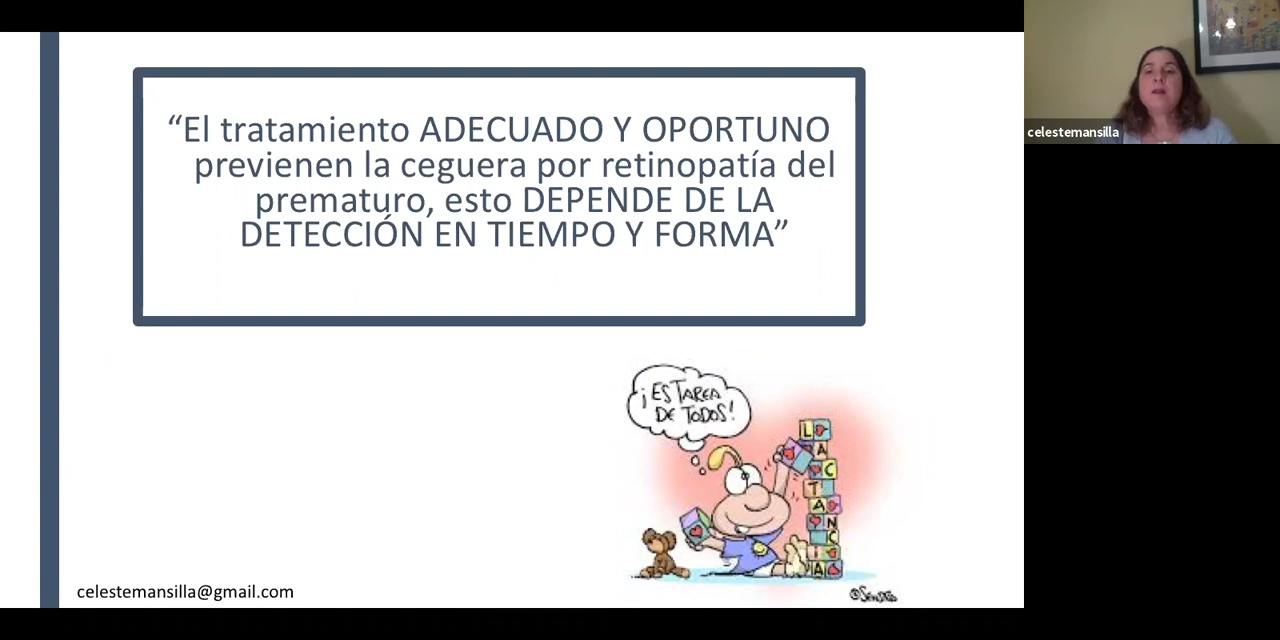 “El tratamiento ADECUADO Y OPORTUNO
previenen la ceguera por retinopatía del
prematuro, esto DEPENDE DE LA
DETECCIÓN EN TIEMPO Y FORMA”
celestemansilla
¡ES TAREA
DE TODOS!
L
A
C
T
A
N
C
I
A
celestemansilla@gmail.com